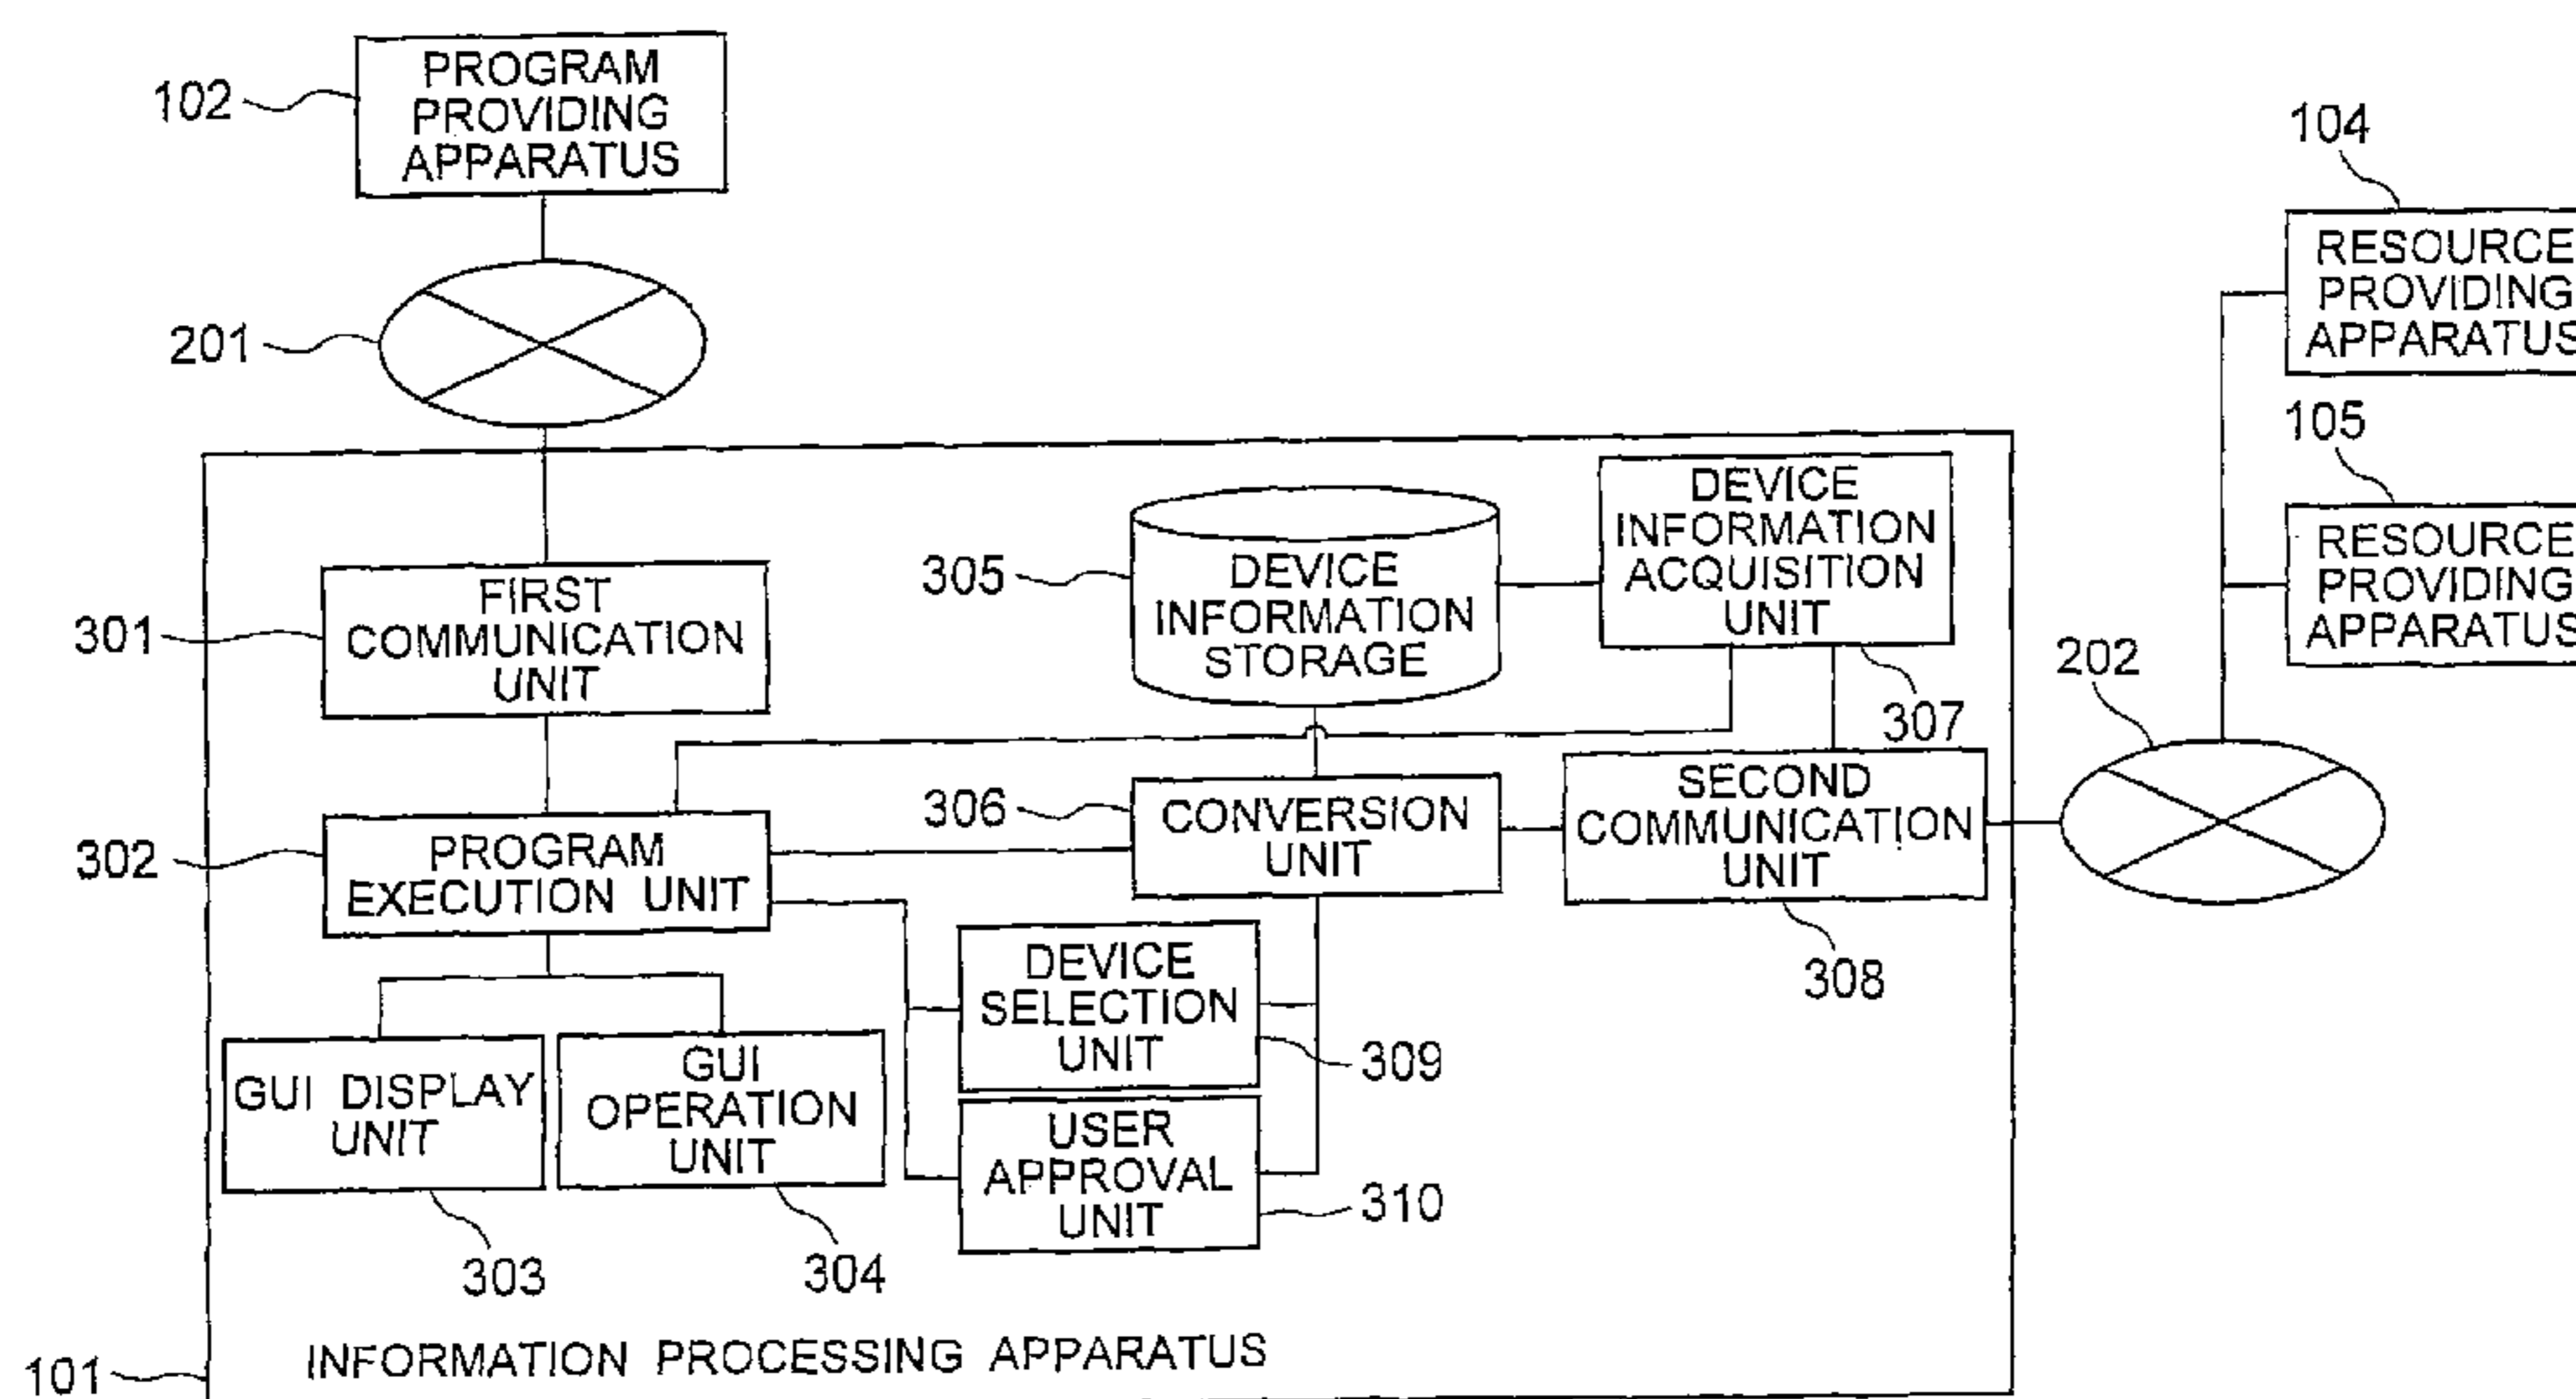 PROGRAM
PROVIDING
APPARATUS
102
201
104
RESOURCE
PROVIDING
APPARATUS
105
RESOURCE
PROVIDING
APPARATUS
202
301
FIRST
COMMUNICATION
UNIT
305
DEVICE
INFORMATION
STORAGE
DEVICE
INFORMATION
ACQUISITION
UNIT
307
302
PROGRAM
EXECUTION UNIT
306
CONVERSION
UNIT
SECOND
COMMUNICATION
UNIT
308
GUI DISPLAY
UNIT
303
GUI
OPERATION
UNIT
304
DEVICE
SELECTION
UNIT
309
USER
APPROVAL
UNIT
310
101
INFORMATION PROCESSING APPARATUS